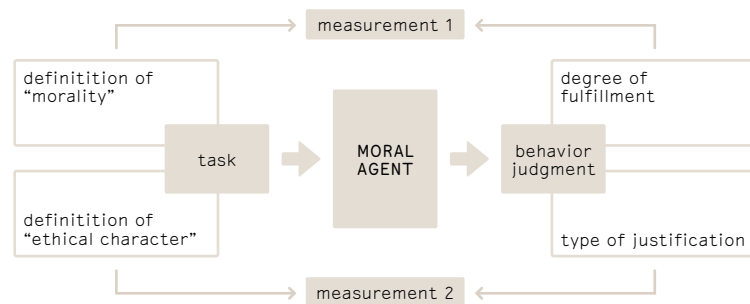 measurement 1
definitition of
“morality”
degree of
fulfillment
task
MORAL
AGENT
behavior
judgment
definitition of
“ethical character”
type of justification
measurement 2